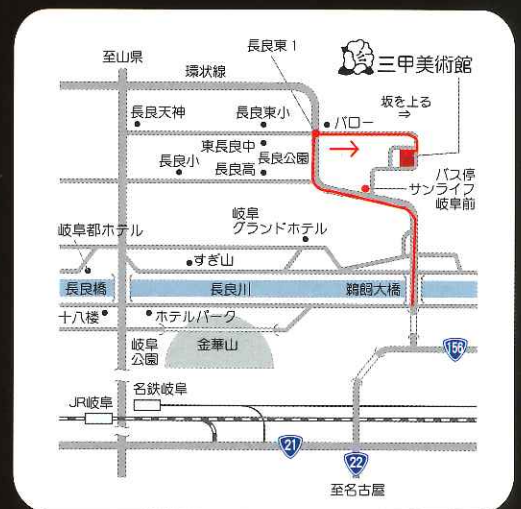 長良東1
至山県
三甲美術館
環状線
坂を上る
⇒
長良天神
長良東小
バロー
東長良中
長良公園
バス停
サンライフ
岐阜前
長良小
長良高
岐阜
グランドホテル
岐阜都ホテル
すぎ山
長良橋
長良川
鵜飼大橋
十八楼
ホテルパーク
岐阜
公園
金華山
156
名鉄岐阜
JR岐阜
21
22
至名古屋